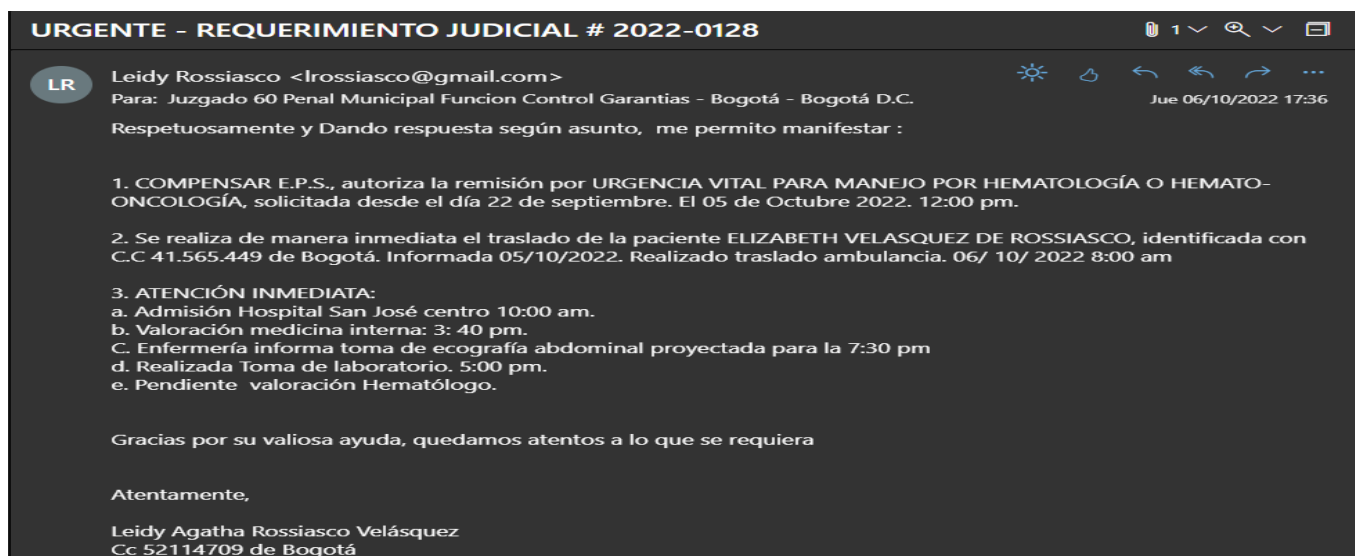 URGENTE - REQUERIMIENTO JUDICIAL # 2022-0128
1
LR
Leidy Rossiasco <lrossiasco@gmail.com>
Para: Juzgado 60 Penal Municipal Funcion Control Garantias - Bogotá - Bogotá D.C.
Jue 06/10/2022 17:36
Respetuosamente y Dando respuesta según asunto, me permito manifestar :
1. COMPENSAR E.P.S., autoriza la remisión por URGENCIA VITAL PARA MANEJO POR HEMATOLOGÍA O HEMATO-
ONCOLOGÍA, solicitada desde el día 22 de septiembre. El 05 de Octubre 2022. 12:00 pm.
2. Se realiza de manera inmediata el traslado de la paciente ELIZABETH VELASQUEZ DE ROSSIASCO, identificada con
C.C 41.565.449 de Bogotá. Informada 05/10/2022. Realizado traslado ambulancia. 06/ 10/ 2022 8:00 am
3. ATENCIÓN INMEDIATA:
a. Admisión Hospital San José centro 10:00 am.
b. Valoración medicina interna: 3: 40 pm.
C. Enfermería informa toma de ecografía abdominal proyectada para la 7:30 pm
d. Realizada Toma de laboratorio. 5:00 pm.
e. Pendiente valoración Hematólogo.
Gracias por su valiosa ayuda, quedamos atentos a lo que se requiera
Atentamente,
Leidy Agatha Rossiasco Velásquez
Cc 52114709 de Bogotá